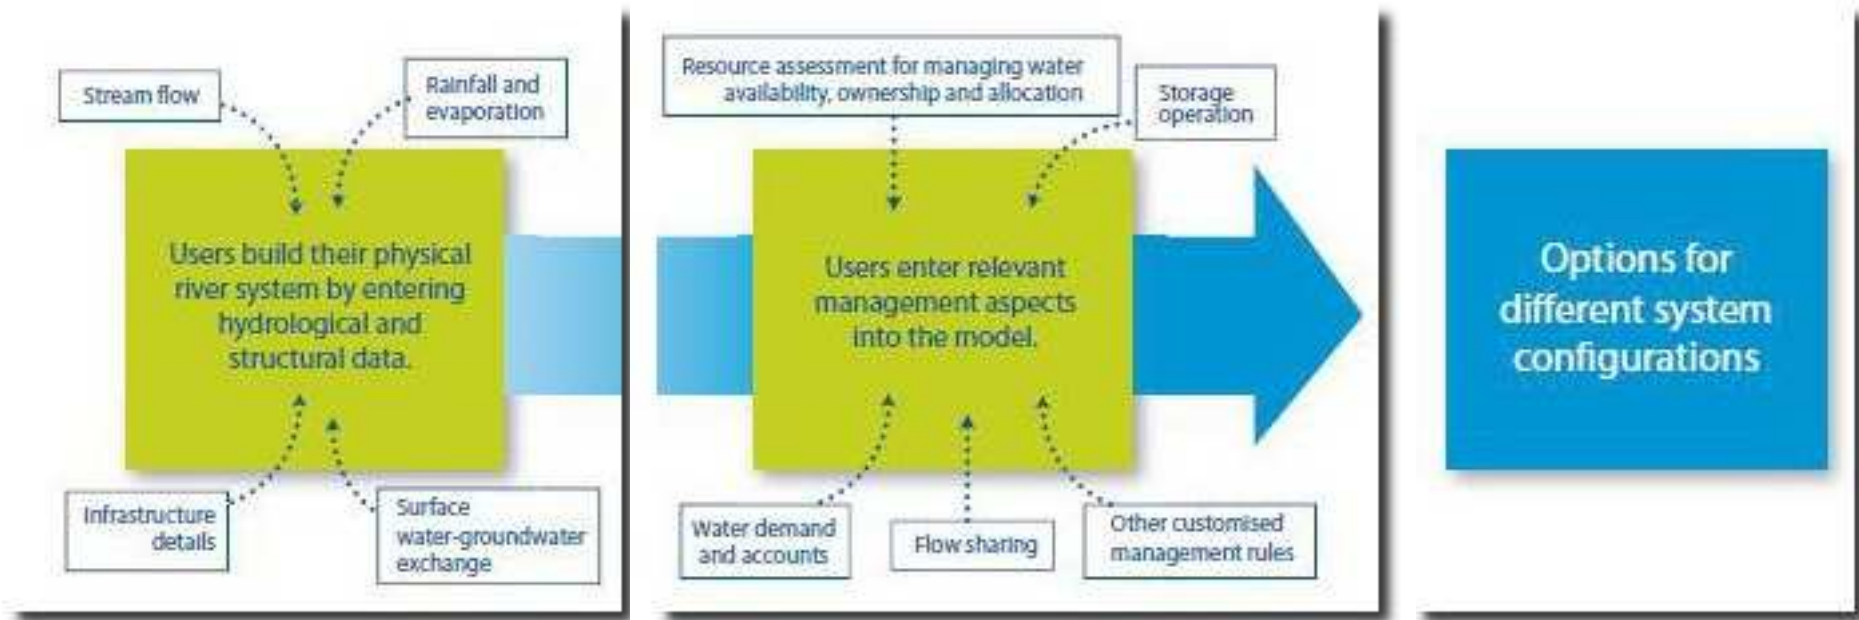 Stream flow
Rainfall and
evaporation
Users build their physical
river system by entering
hydrological and
structural data.
Infrastructure
details
Surface
water-groundwater
exchange
Resource assessment for managing water
availability, ownership and allocation
Storage
operation
Users enter relevant
management aspects
into the model.
Water demand
and accounts
Flow sharing
Other customised
management rules
Options for
different system
configurations